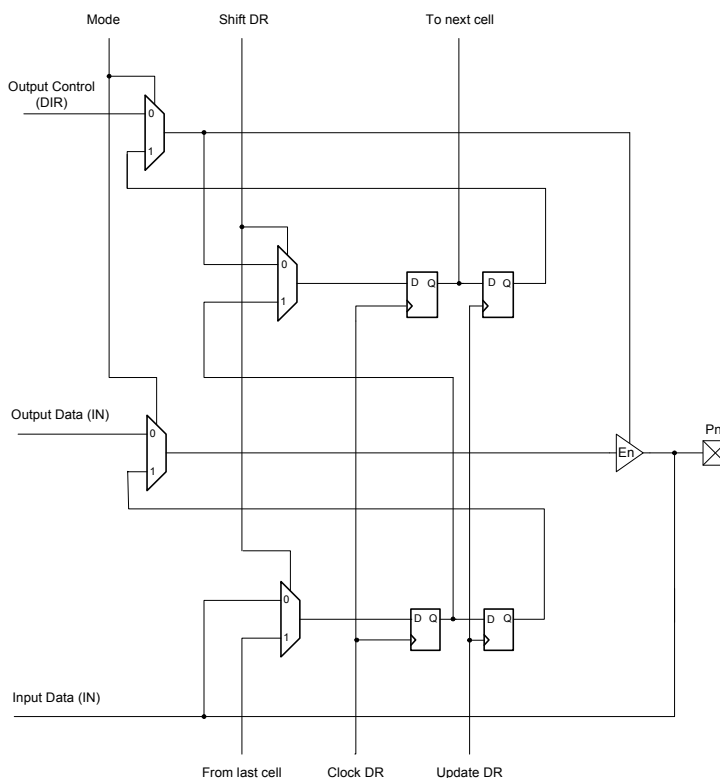 Mode
Shift DR
To next cell
Output Control
(DIR)
0
1
0
1
D Q
D Q
Output Data (IN)
0
1
En
Pn
0
1
D Q
D Q
Input Data (IN)
From last cell
Clock DR
Update DR